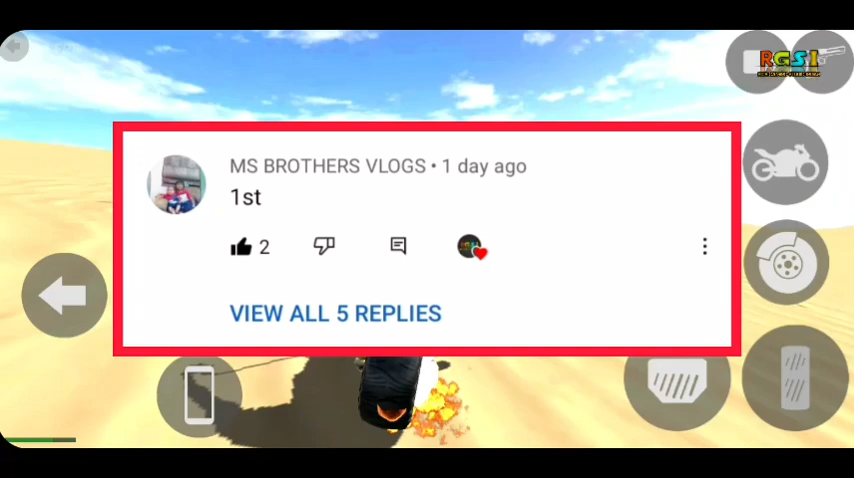 RGSI
MS BROTHERS VLOGS • 1 day ago
1st
2
VIEW ALL 5 REPLIES